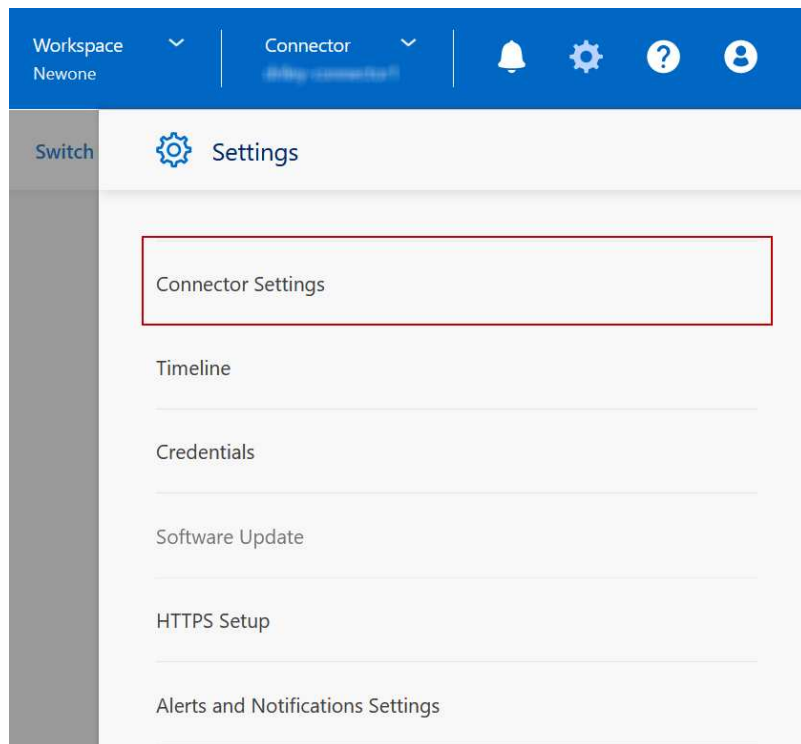 Workspace
Newone
Connector
Switch
Settings
Connector Settings
Timeline
Credentials
Software Update
HTTPS Setup
Alerts and Notifications Settings